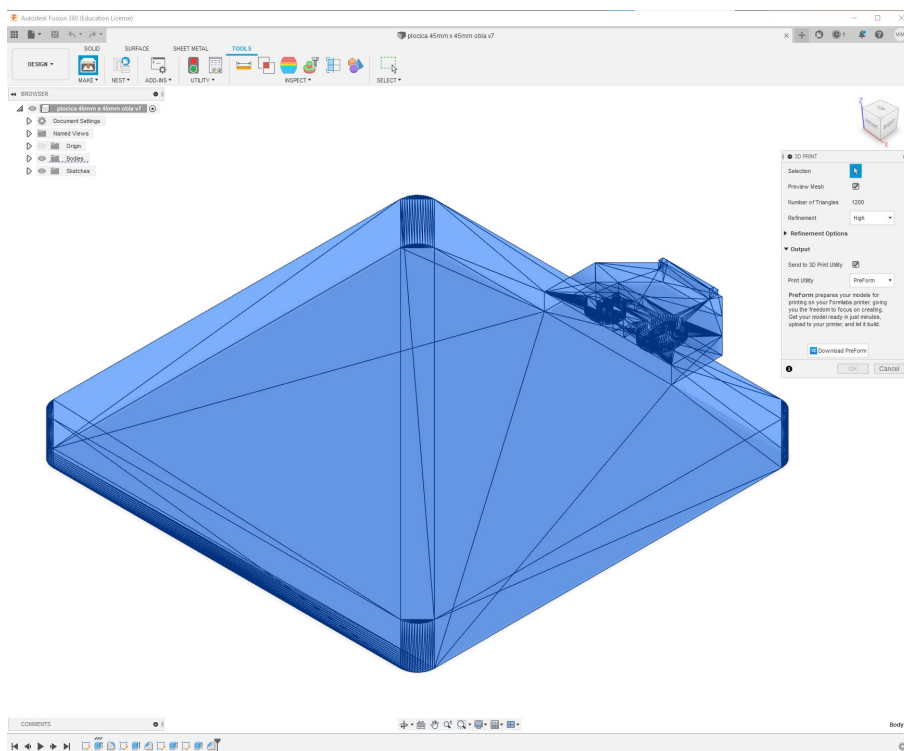 Autodesk Fusion 360 (Education License)
plocica 45mm x 45mm obla v7
1
SOLID SURFACE SHEET METAL TOOLS
DESIGN
MAKE NEST ADD-INS UTILITY INSPECT SELECT
BROWSER
plocica 45mm x 45mm obla v7
Document Settings
Named Views
Origin
Bodies
Sketches
TOP
FRONT
RIGHT
Z
X
3D PRINT
Selection
Preview Mesh
Number of Triangles 1200
Refinement High
Refinement Options
Output
Send to 3D Print Utility
Print Utility PreForm
PreForm prepares your models for
printing on your Formlabs printer, giving
you the freedom to focus on creating.
Get your model ready in just minutes,
upload to your printer, and let it build.
Download PreForm
OK Cancel
COMMENTS
Body